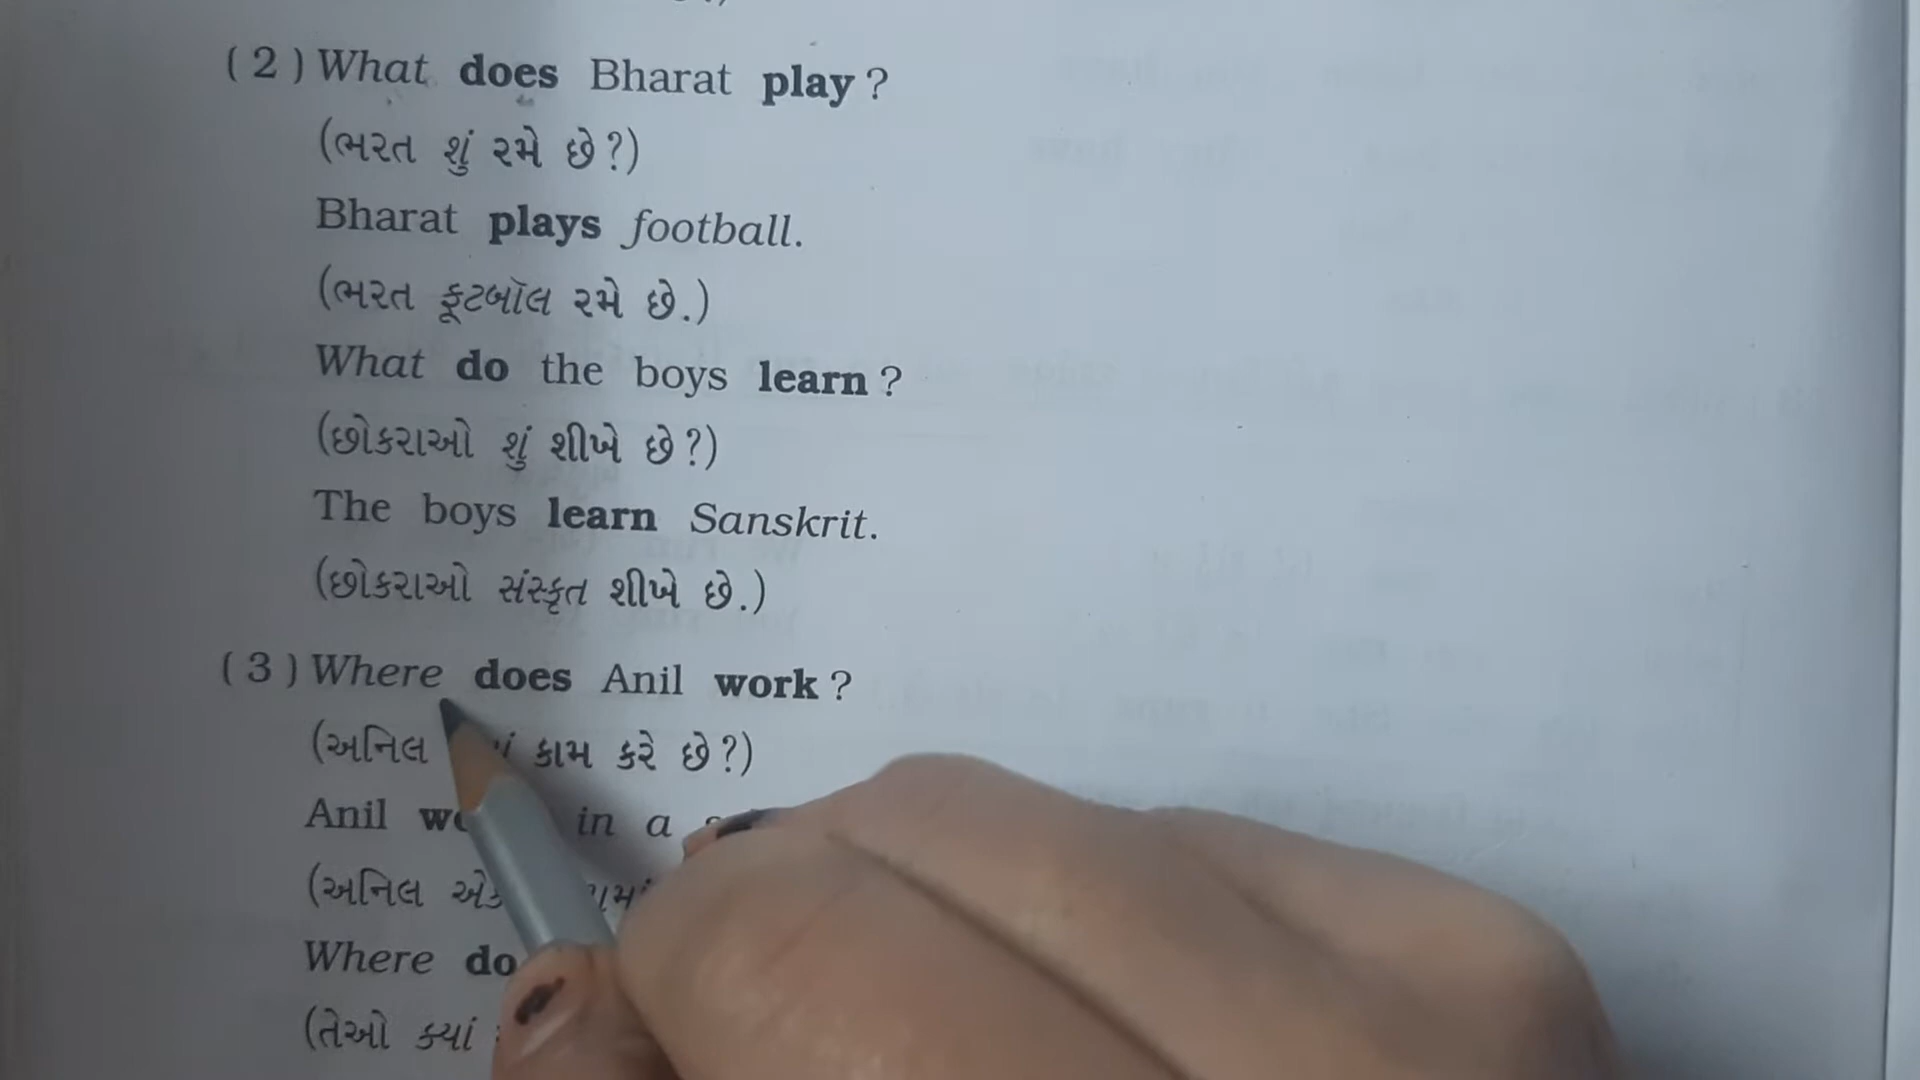 ( 2 ) What does Bharat play ?
(ભરત શું રમે છે?)
Bharat plays football.
(ભરત ફૂટબૉલ રમે છે.)
What do the boys learn ?
(છોકરાઓ શું શીખે છે?)
The boys learn Sanskrit.
(છોકરાઓ સંસ્કૃત શીખે છે.)
( 3 ) Where does Anil work ?
(અનિલ કામ કરે છે?)
Anil in a
(અનિલ
Where do
(તેઓ ક્યાં